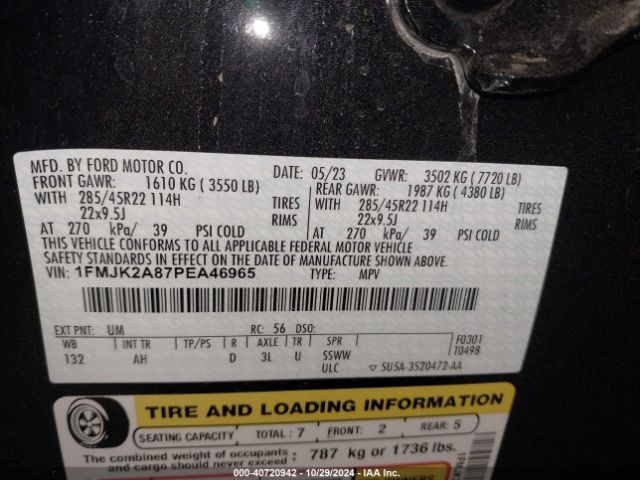 MFD. BY FORD MOTOR CO. DATE: 05/23 GVWR: 3502 KG ( 7720 LB)
FRONT GAWR: 1610 KG ( 3550 LB) REAR GAWR: 1987 KG ( 4380 LB)
WITH 285/45R22 114H TIRES WITH 285/45R22 114H TIRES
22x9.5J RIMS 22x9.5J RIMS
AT 270 kPa/ 39 PSI COLD AT 270 kPa/ 39 PSI COLD
THIS VEHICLE CONFORMS TO ALL APPLICABLE FEDERAL MOTOR VEHICLE
SAFETY STANDARDS IN EFFECT ON THE DATE OF MANUFACTURE SHOWN ABOVE.
VIN: 1FMJK2A87PEA46965 TYPE: MPV
EXT PNT: UM RC: 56 DSO:
WB INT TR TP/PS R AXLE TR SPR F0301
132 AH D 3L U SSWW T0498
ULC 5U5A-3520472-AA
TIRE AND LOADING INFORMATION
SEATING CAPACITY TOTAL: 7 FRONT: 2 REAR: 5
The combined weight of occupants and cargo should never exceed : 787 kg or 1736 lbs.
000-40720942 - 10/29/2024 - IAA Inc.